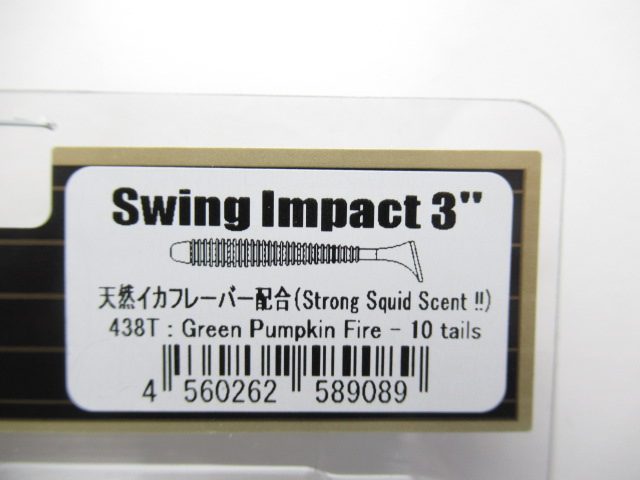 Swing Impact 3"
天然イカフレーバー配合(Strong Squid Scent !!)
438T : Green Pumpkin Fire - 10 tails
4 560262 589089